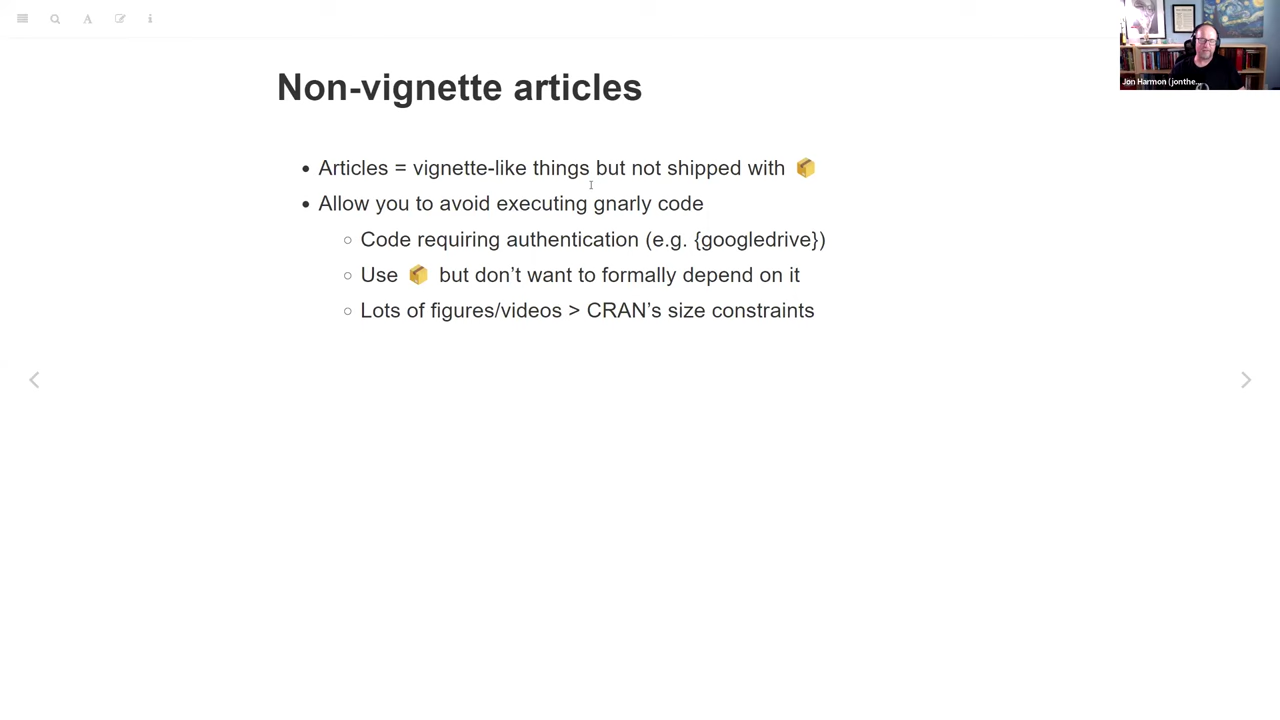 Jon Harmon (jonthe...
Non-vignette articles
Articles = vignette-like things but not shipped with 📦
Allow you to avoid executing gnarly code
Code requiring authentication (e.g. {googledrive})
Use 📦 but don’t want to formally depend on it
Lots of figures/videos > CRAN’s size constraints